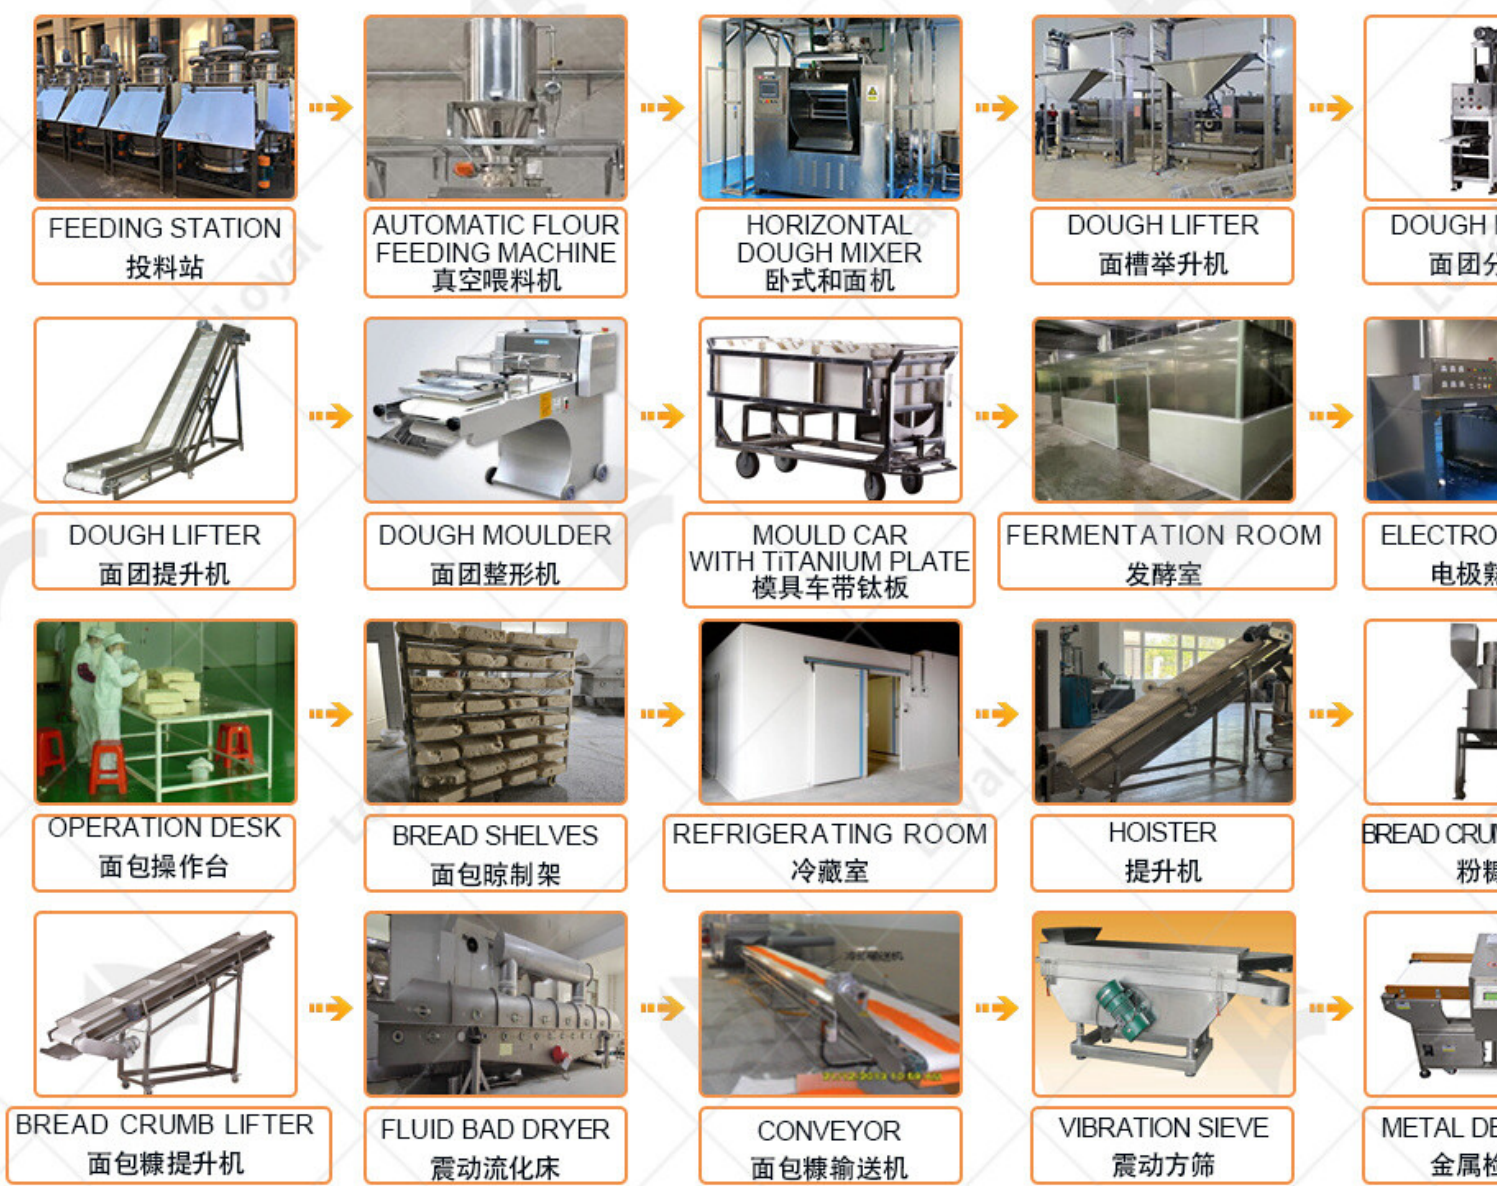 FEEDING STATION
投料站
AUTOMATIC FLOUR
FEEDING MACHINE
真空喂料机
HORIZONTAL
DOUGH MIXER
卧式和面机
DOUGH LIFTER
面槽举升机
DOUGH
面团分
DOUGH LIFTER
面团提升机
DOUGH MOULDER
面团整形机
MOULD CAR
WITH TiTANIUM PLATE
模具车带钛板
FERMENTATION ROOM
发酵室
ELECTRO
电极熟
OPERATION DESK
面包操作台
BREAD SHELVES
面包晾制架
REFRIGERATING ROOM
冷藏室
HOISTER
提升机
BREAD CRUM
粉糠
BREAD CRUMB LIFTER
面包糠提升机
FLUID BAD DRYER
震动流化床
CONVEYOR
面包糠输送机
VIBRATION SIEVE
震动方筛
METAL DE
金属检
Loyal
Loyal